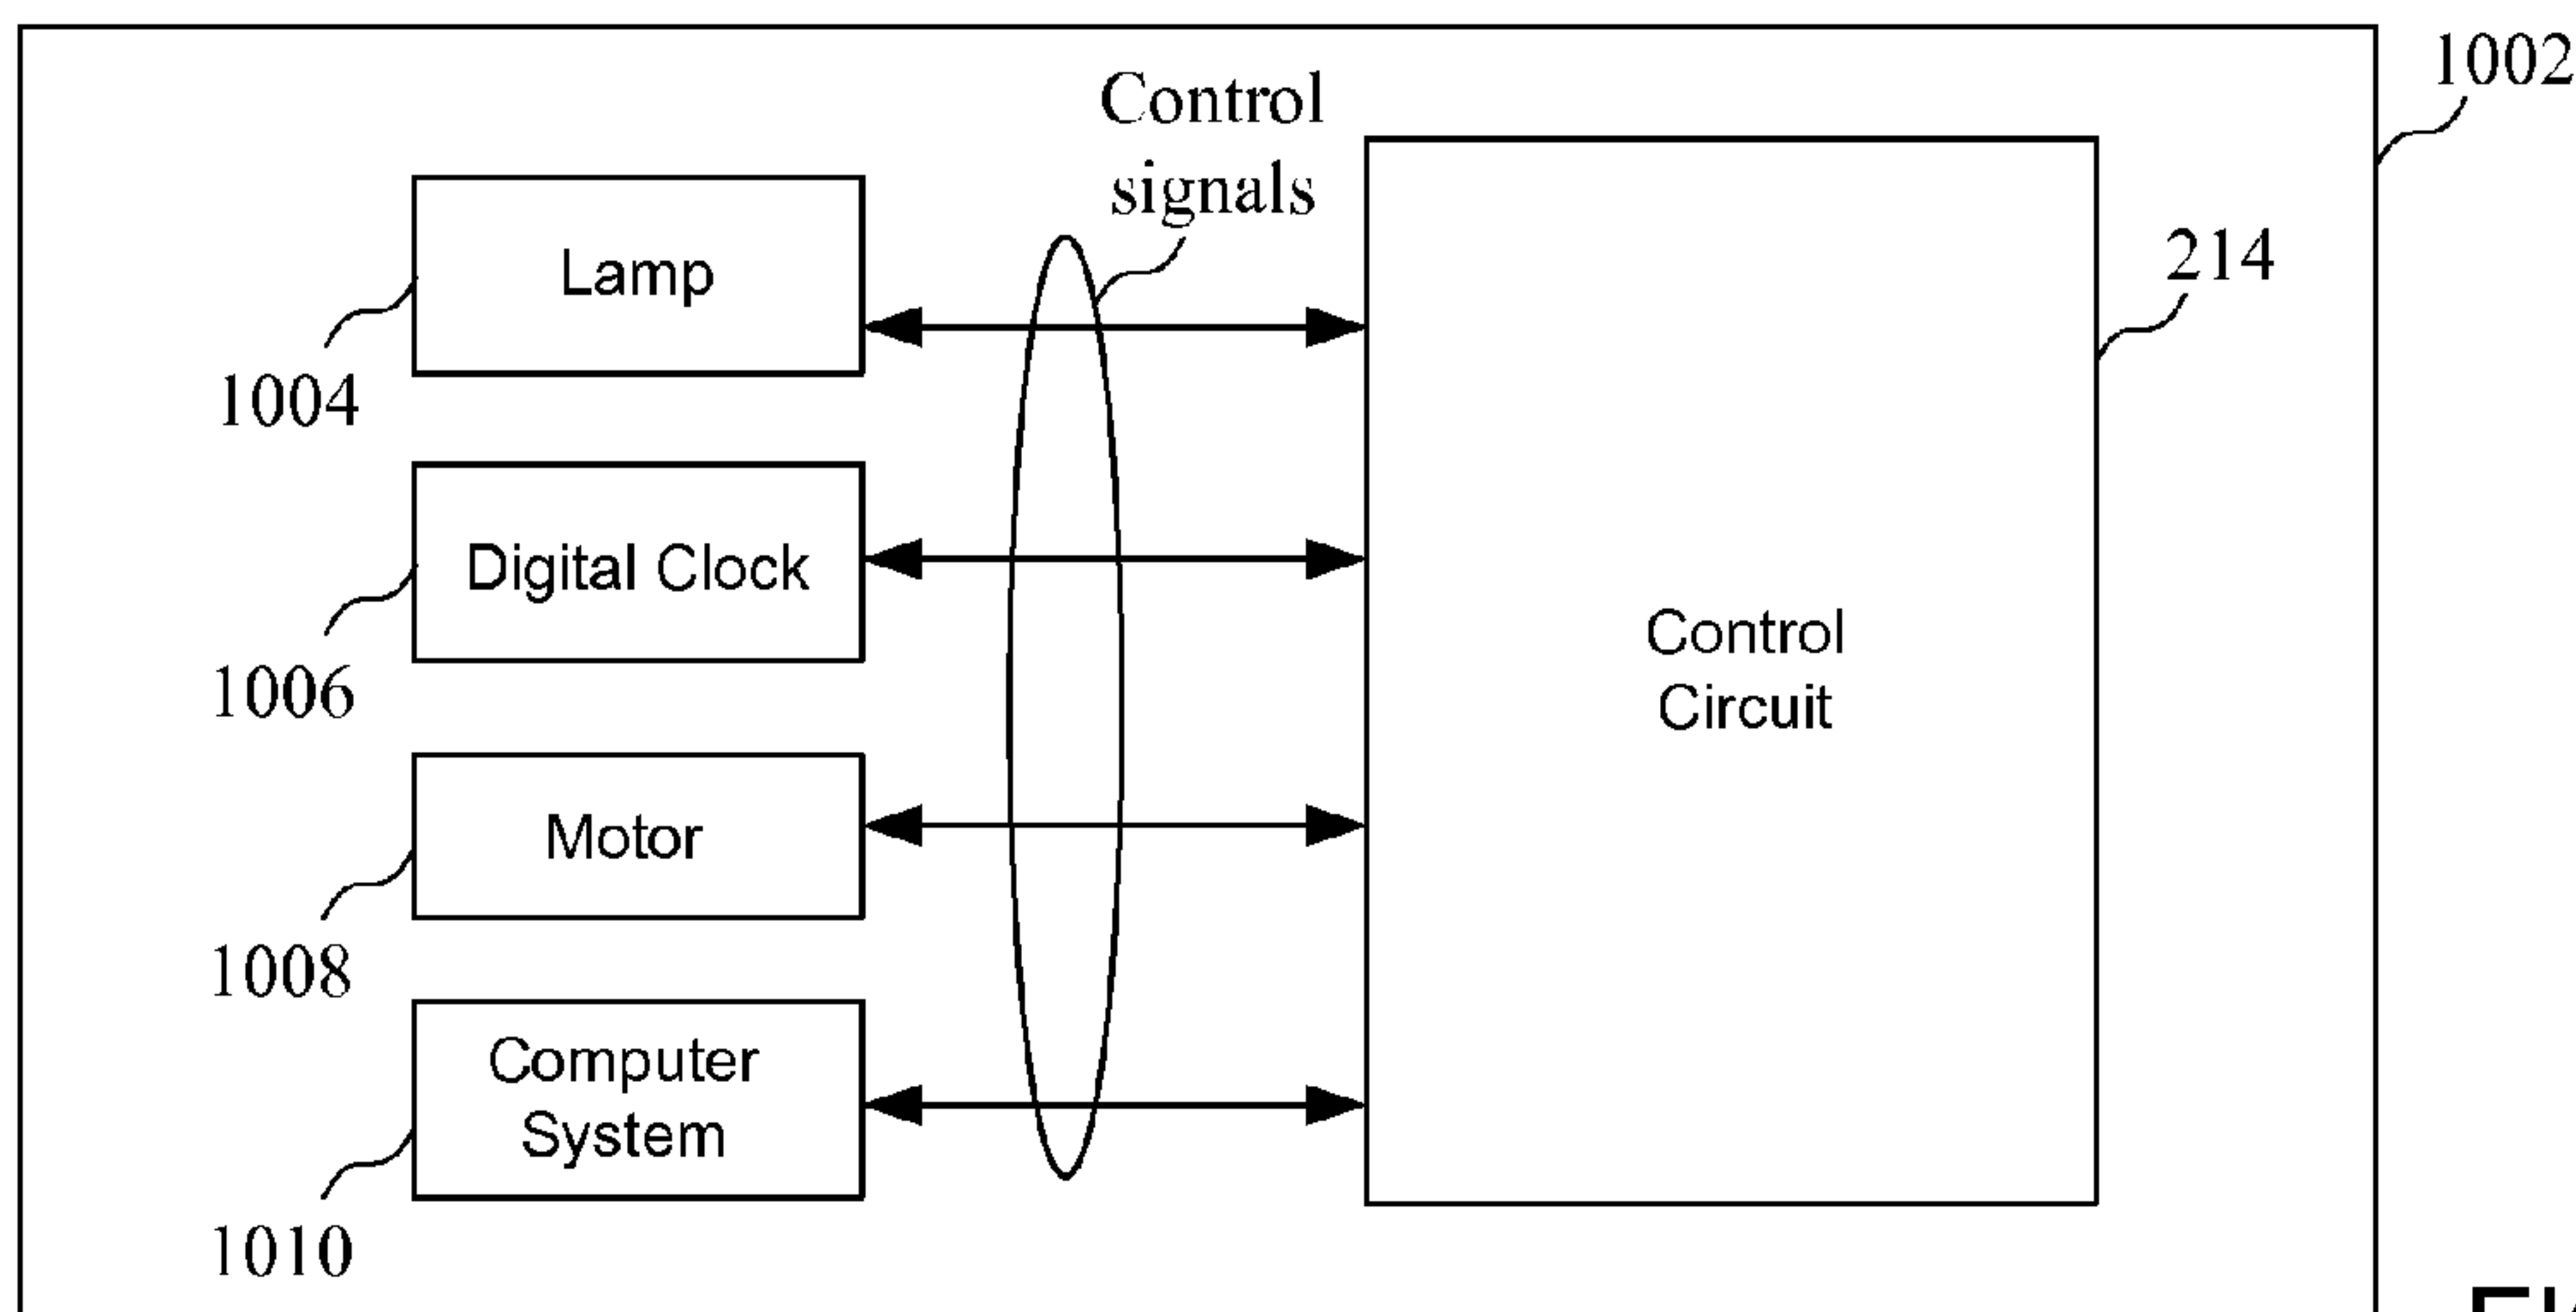 1002
Control
signals
214
Lamp
1004
Digital Clock
1006
Control
Circuit
Motor
1008
Computer
System
1010